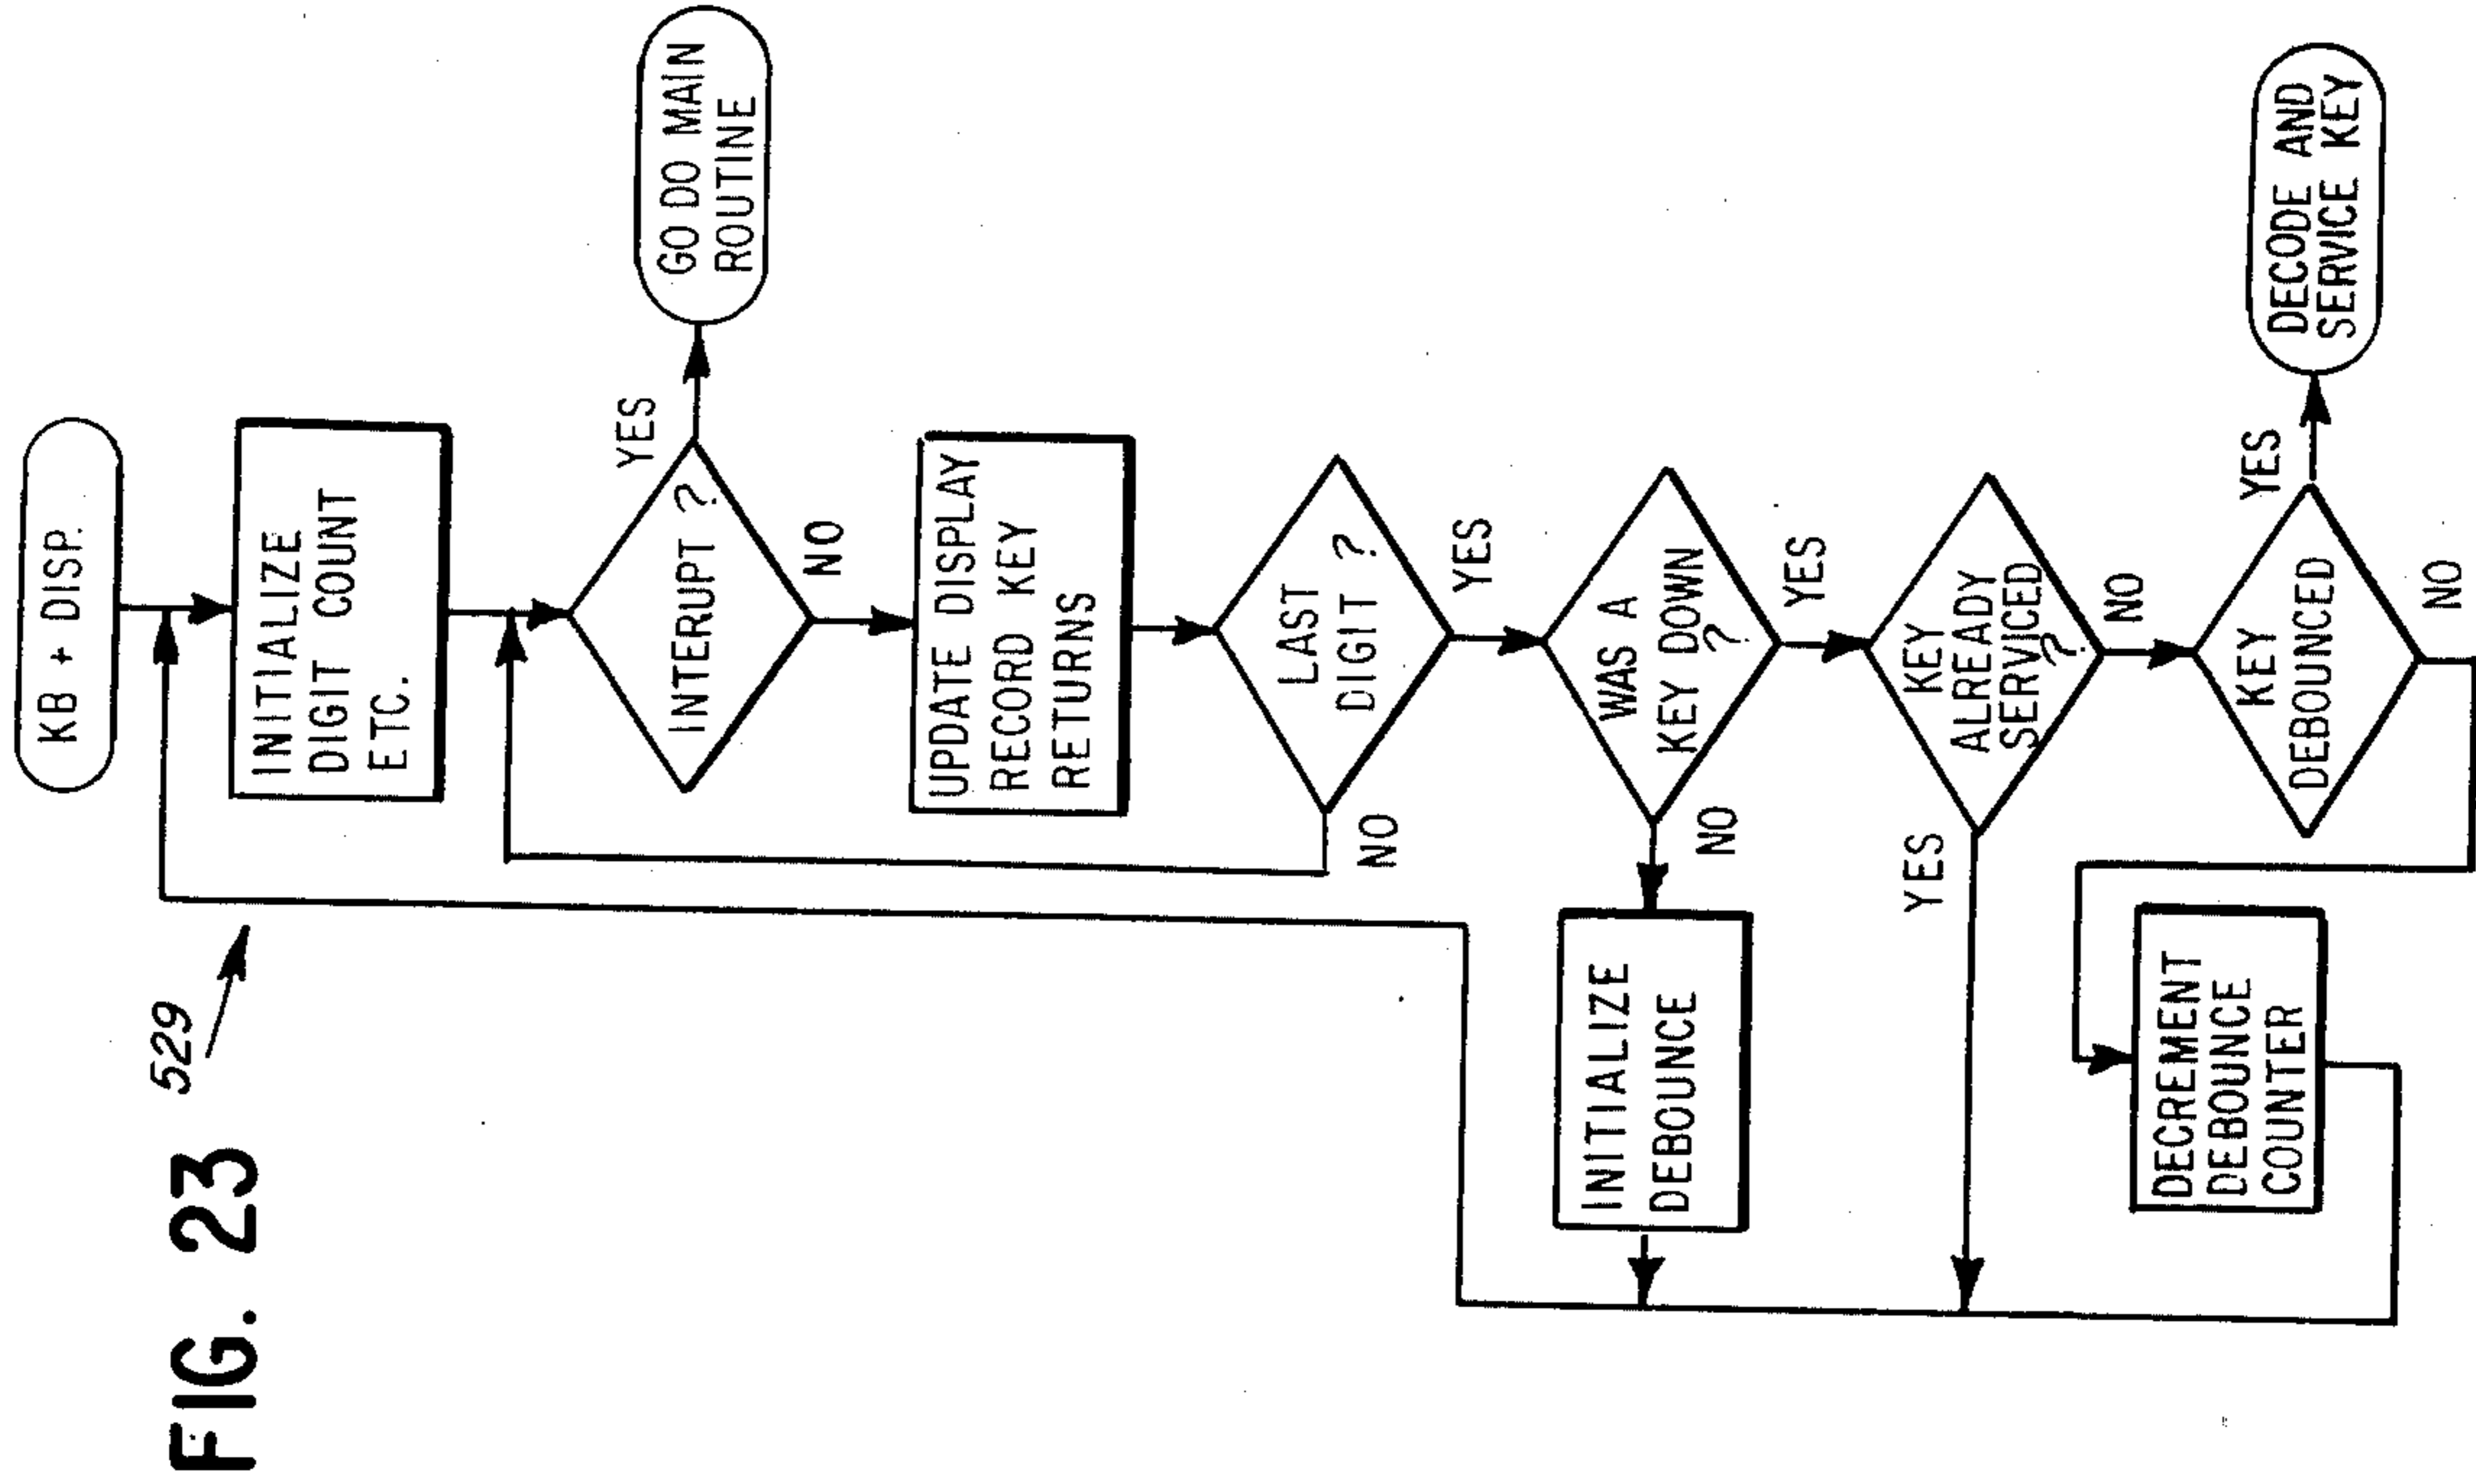 FIG. 23
529
KB + DISP.
INITIALIZE
DIGIT COUNT
ETC.
INTERRUPT ?
YES
GO DO MAIN
ROUTINE
NO
UPDATE DISPLAY
RECORD KEY
RETURNS
LAST
DIGIT ?
NO
YES
WAS A
KEY DOWN
?
NO
INITIALIZE
DEBOUNCE
YES
KEY
ALREADY
SERVICED
?
YES
NO
KEY
DEBOUNCED
YES
DECODE AND
SERVICE KEY
NO
DECREMENT
DEBOUNCE
COUNTER